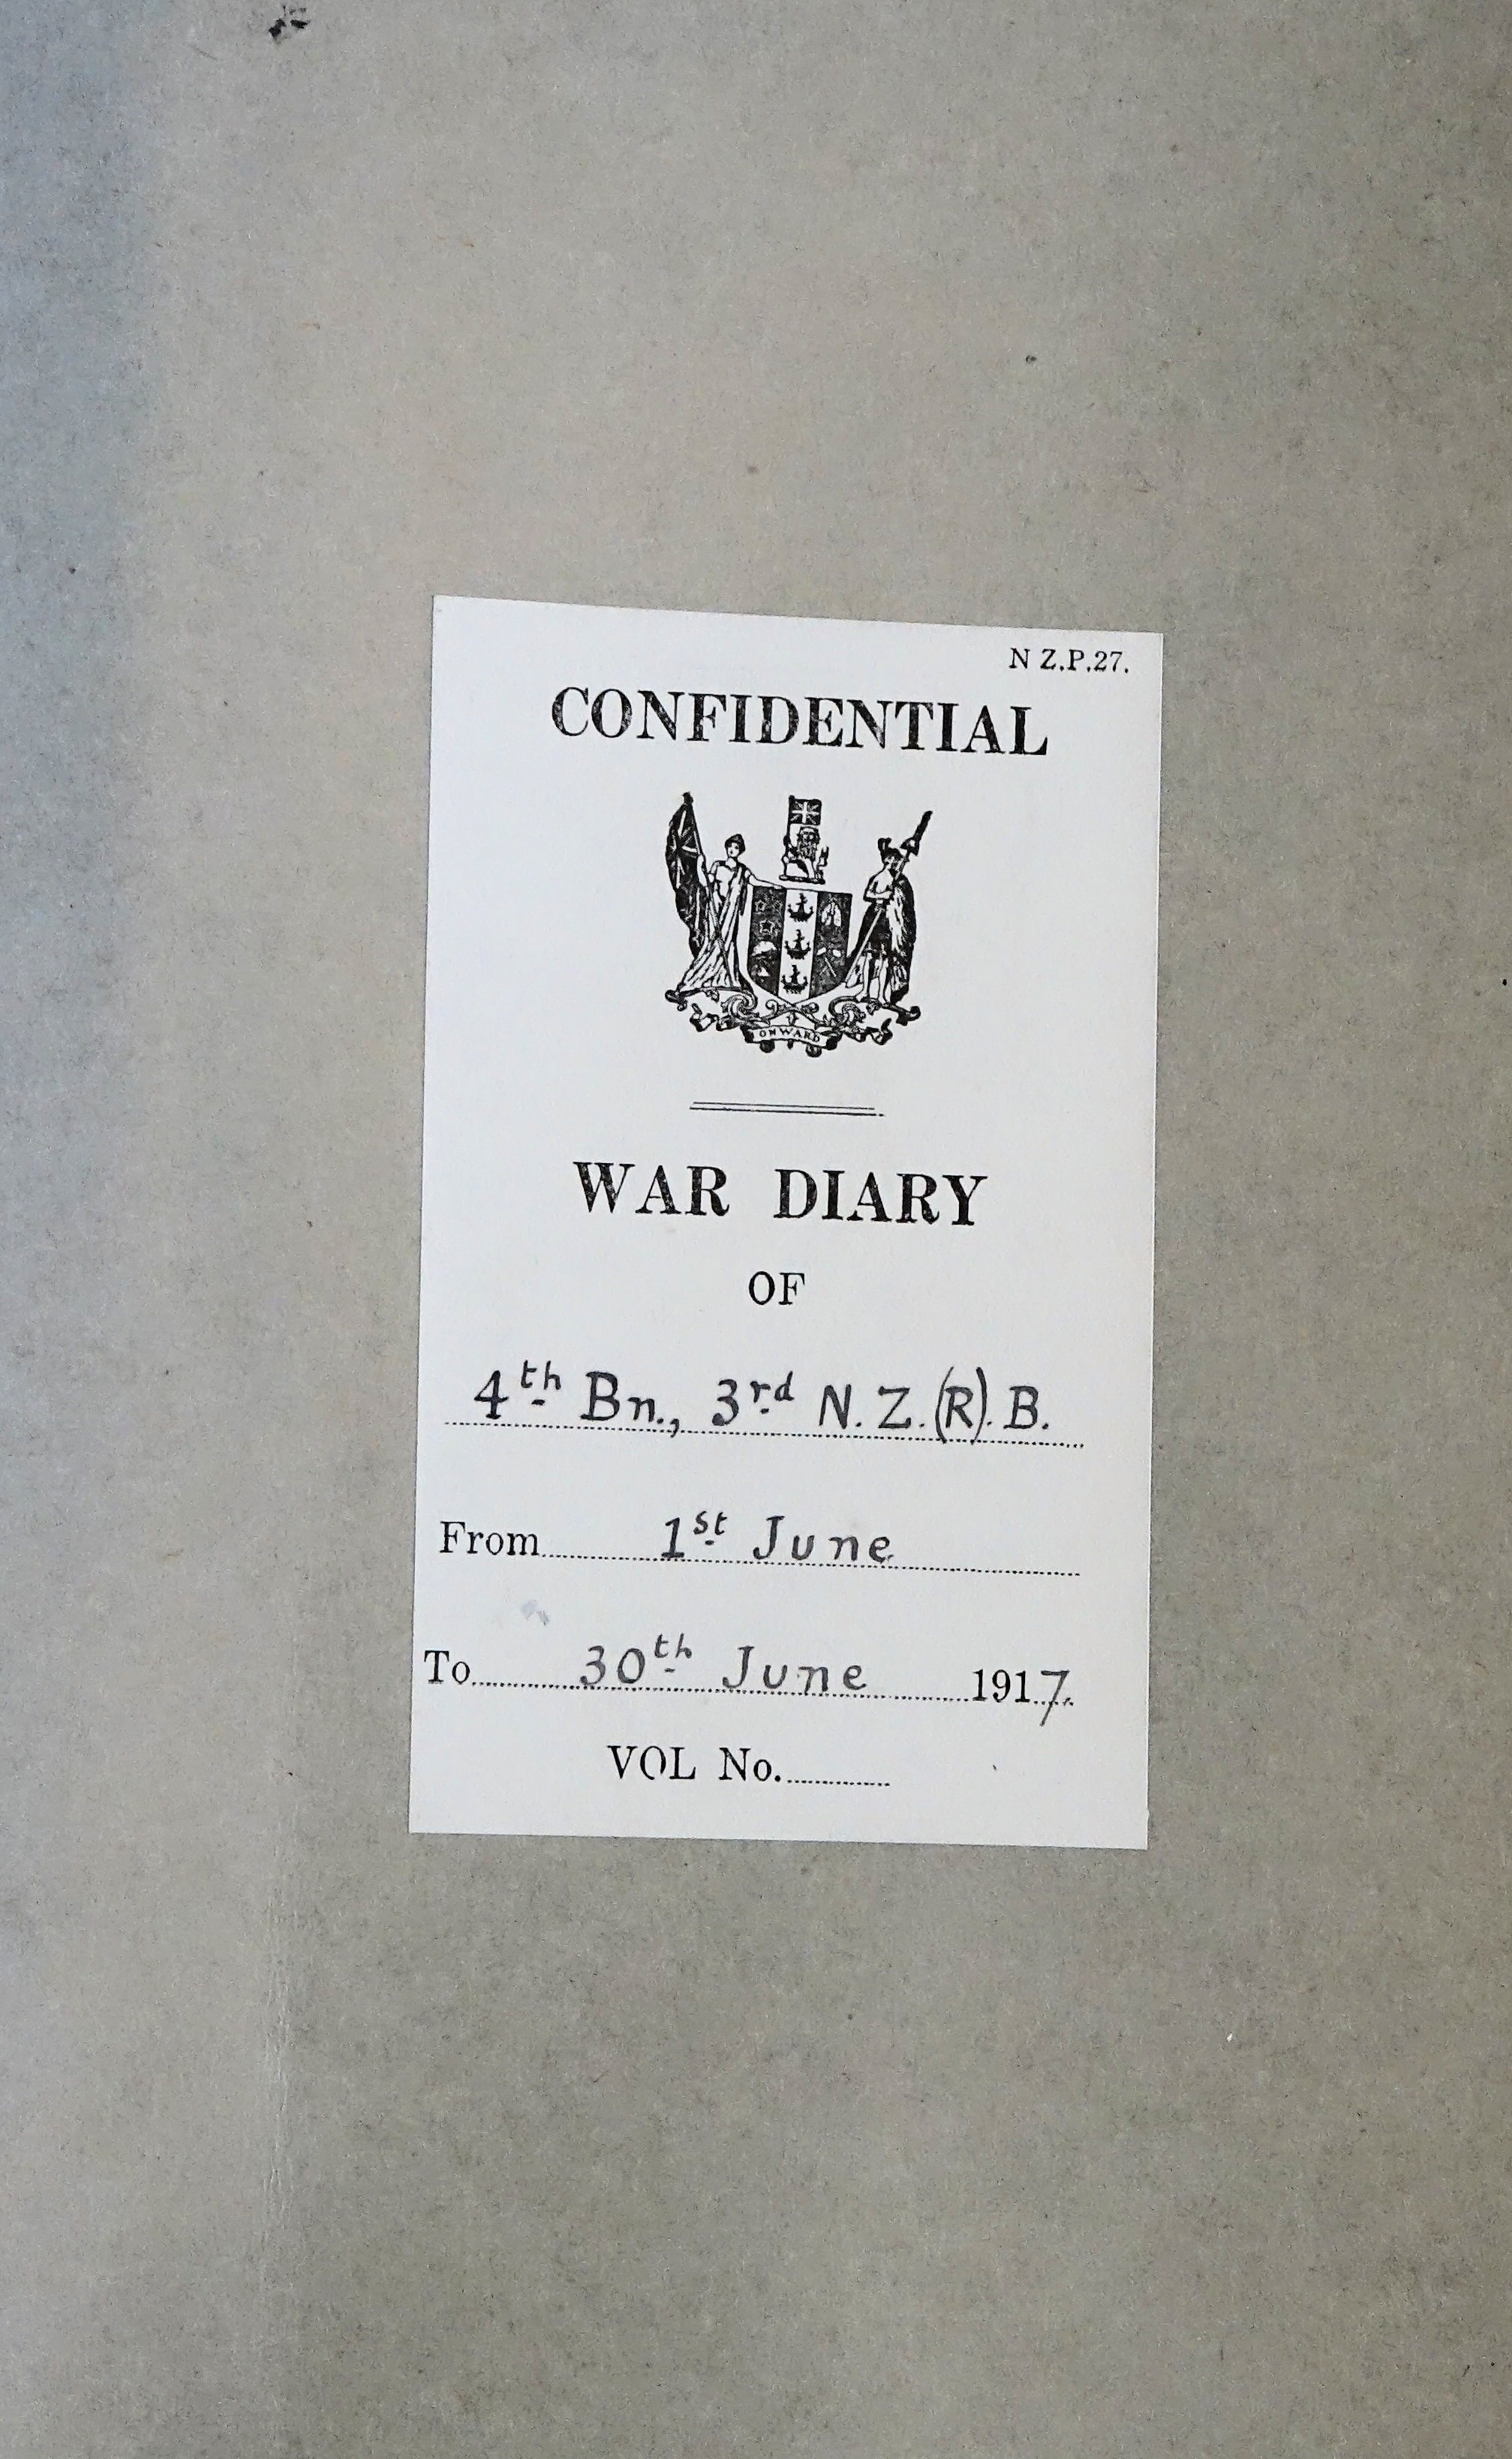 N Z.P.27.
CONFIDENTIAL
ONWARD
WAR DIARY
OF
4th Bn., 3rd N.Z.(R).B.
From 1st June
To 30th June 1917.
VOL No.